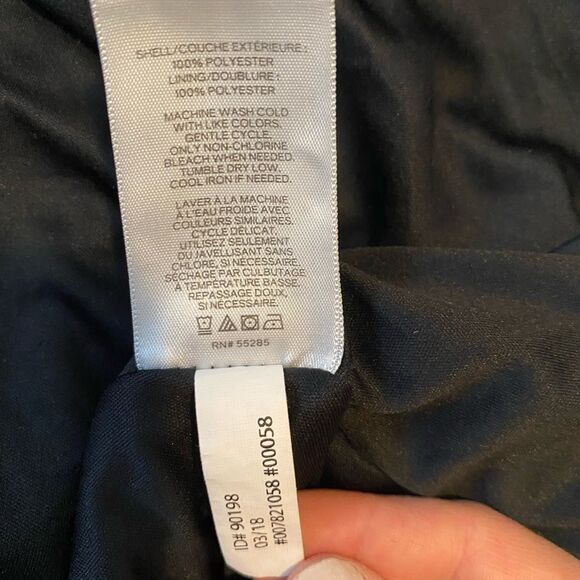 SHELL/COUCHE EXTÉRIEURE :
100% POLYESTER
LINING/DOUBLURE :
100% POLYESTER
MACHINE WASH COLD
WITH LIKE COLORS,
GENTLE CYCLE.
ONLY NON-CHLORINE
BLEACH WHEN NEEDED.
TUMBLE DRY LOW.
COOL IRON IF NEEDED.
LAVER À LA MACHINE
À L'EAU FROIDE AVEC
COULEURS SIMILAIRES,
CYCLE DÉLICAT.
UTILISEZ SEULEMENT
DU JAVELLISANT SANS
CHLORE, SI NÉCESSAIRE.
SÉCHAGE PAR CULBUTAGE
À TEMPÉRATURE BASSE.
REPASSAGE DOUX,
SI NÉCESSAIRE.
RN# 55285
ID# 90198
03/18
#007821058 #00058